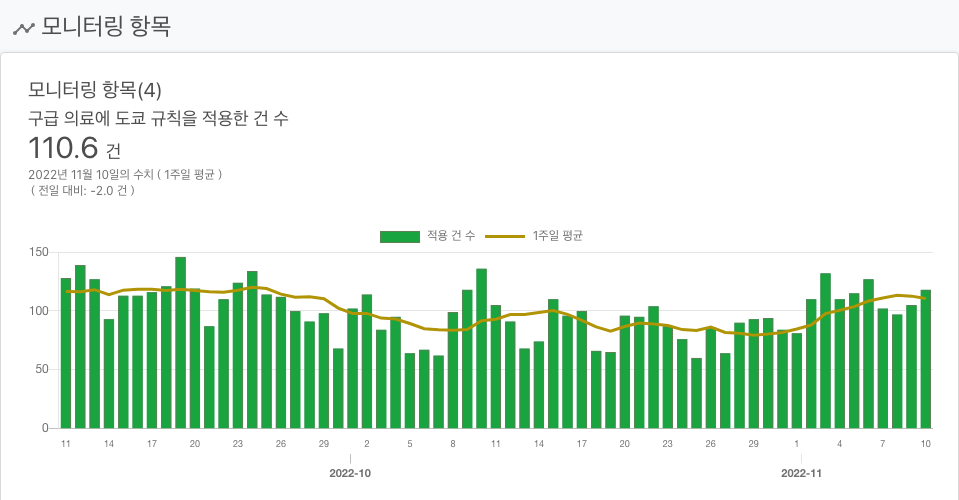 모니터링 항목
모니터링 항목(4)
구급 의료에 도쿄 규칙을 적용한 건 수
110.6 건
2022년 11월 10일의 수치 ( 1주일 평균 )
( 전일 대비: -2.0 건 )
적용 건 수 1주일 평균
150
100
50
0
11 14 17 20 23 26 29 2 5 8 11 14 17 20 23 26 29 1 4 7 10
2022-10 2022-11